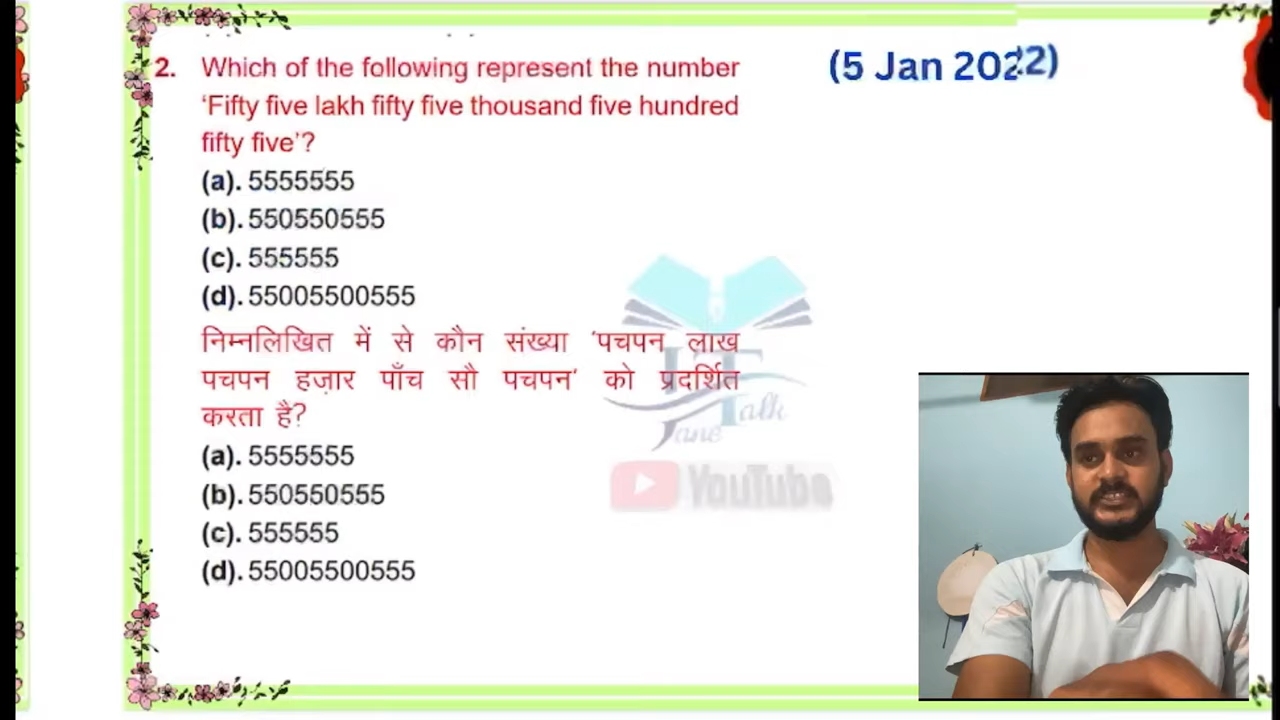 2. Which of the following represent the number
(5 Jan 2022)
‘Fifty five lakh fifty five thousand five hundred
fifty five’?
(a). 5555555
(b). 550550555
(c). 555555
(d). 55005500555
निम्नलिखित में से कौन संख्या ‘पचपन लाख
पचपन हज़ार पाँच सौ पचपन’ को प्रदर्शित
करता है?
(a). 5555555
(b). 550550555
(c). 555555
(d). 55005500555
Talk
YouTube